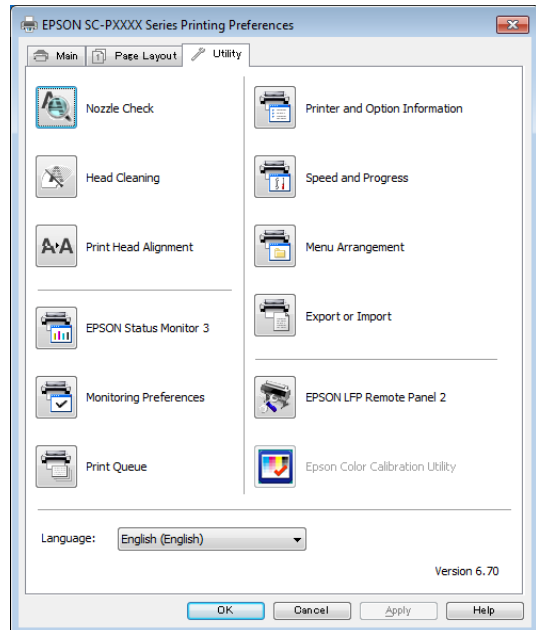 EPSON SC-PXXXX Series Printing Preferences
Main
Page Layout
Utility
Nozzle Check
Head Cleaning
A A Print Head Alignment
EPSON Status Monitor 3
Monitoring Preferences
Print Queue
Printer and Option Information
Speed and Progress
Menu Arrangement
Export or Import
EPSON LFP Remote Panel 2
Epson Color Calibration Utility
Language: English (English)
Version 6.70
OK Cancel Apply Help